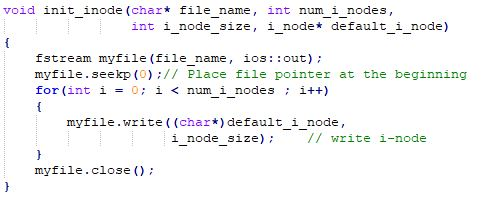 void init_inode(char* file_name, int num_i_nodes,
int i_node_size, i_node* default_i_node)
{
fstream myfile(file_name, ios::out);
myfile.seekp(0);// Place file pointer at the beginning
for(int i = 0; i < num_i_nodes ; i++)
{
myfile.write((char*)default_i_node,
i_node_size);    // write i-node
}
myfile.close();
}